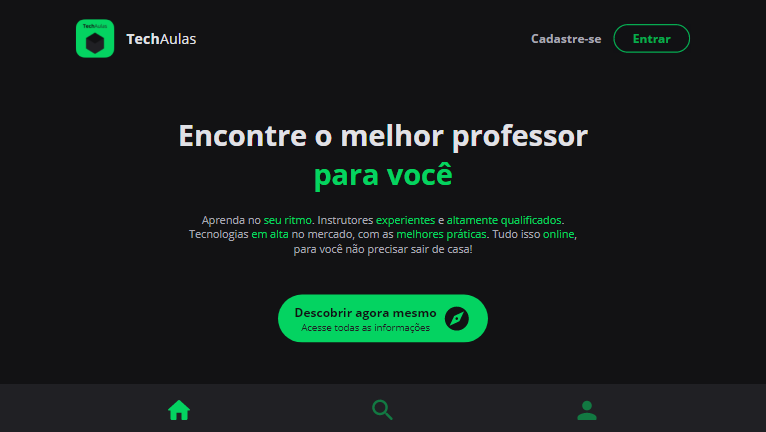 TechAulas
TechAulas
Cadastre-se
Entrar
Encontre o melhor professor
para você
Aprenda no seu ritmo. Instrutores experientes e altamente qualificados.
Tecnologias em alta no mercado, com as melhores práticas. Tudo isso online,
para você não precisar sair de casa!
Descobrir agora mesmo
Acesse todas as informações